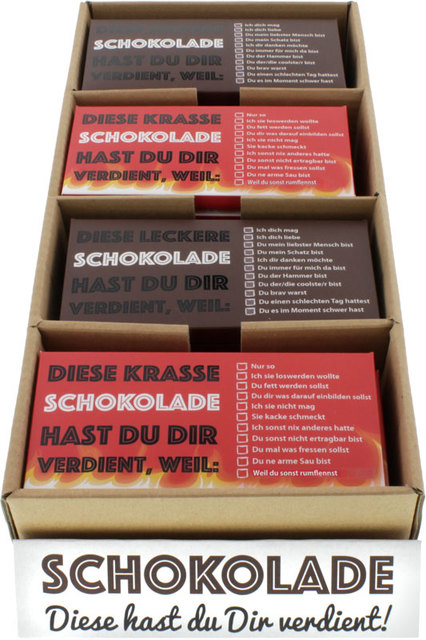 SCHOKOLADE
HAST DU DIR
VERDIENT, WEIL:
Ich dich mag
Ich dich liebe
Du mein liebster Mensch bist
Du mein Schatz bist
Ich dir danken möchte
Du immer für mich da bist
Du der Hammer bist
Du der/die coolste/r bist
Du brav warst
Du einen schlechten Tag hattest
Du es im Moment schwer hast
DIESE KRASSE
SCHOKOLADE
HAST DU DIR
VERDIENT, WEIL:
Nur so
Ich sie loswerden wollte
Du fett werden sollst
Du dir was darauf einbilden sollst
Ich sie nicht mag
Sie kacke schmeckt
Ich sonst nix anderes hatte
Du sonst nicht ertragbar bist
Du mal was fressen sollst
Du ne arme Sau bist
Weil du sonst rumflennst
DIESE LECKERE
SCHOKOLADE
HAST DU DIR
VERDIENT, WEIL:
Ich dich mag
Ich dich liebe
Du mein liebster Mensch bist
Du mein Schatz bist
Ich dir danken möchte
Du immer für mich da bist
Du der Hammer bist
Du der/die coolste/r bist
Du brav warst
Du einen schlechten Tag hattest
Du es im Moment schwer hast
DIESE KRASSE
SCHOKOLADE
HAST DU DIR
VERDIENT, WEIL:
Nur so
Ich sie loswerden wollte
Du fett werden sollst
Du dir was darauf einbilden sollst
Ich sie nicht mag
Sie kacke schmeckt
Ich sonst nix anderes hatte
Du sonst nicht ertragbar bist
Du mal was fressen sollst
Du ne arme Sau bist
Weil du sonst rumflennst
SCHOKOLADE
Diese hast du Dir verdient!